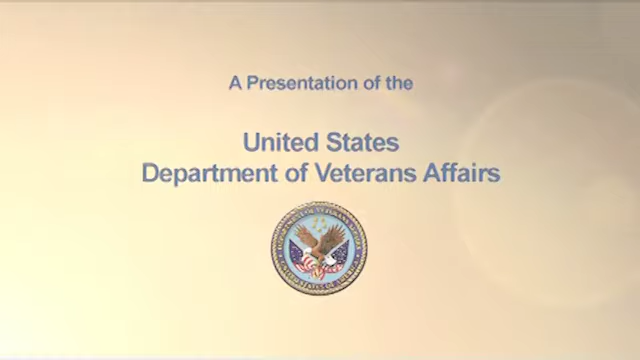 A Presentation of the
United States
Department of Veterans Affairs